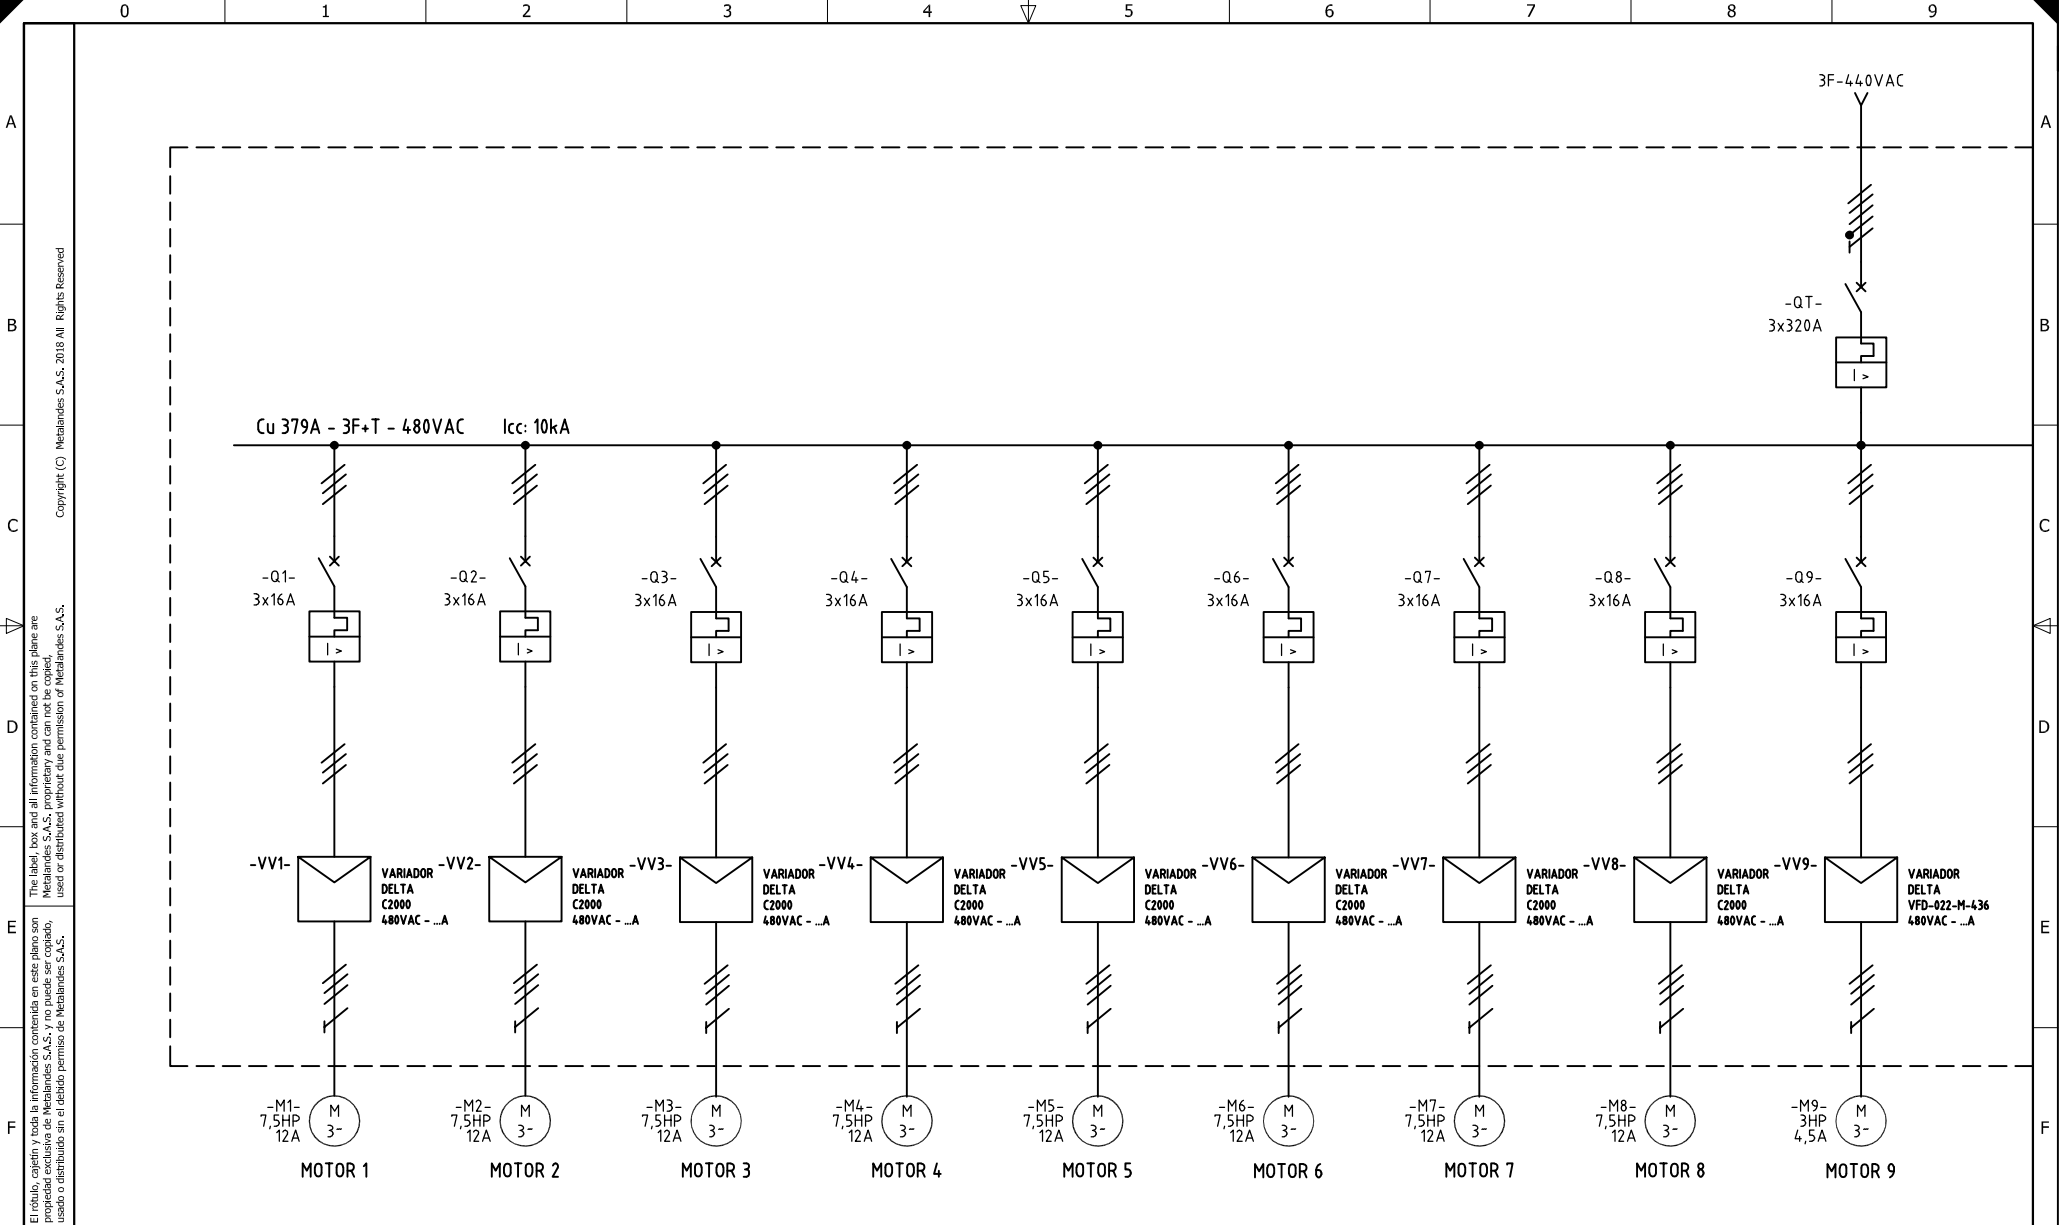 0 1 2 3 4 5 6 7 8 9
3F-440VAC
A A
-QT-
3x320A
I >
B B
Cu 379A - 3F+T - 480VAC Icc: 10kA
C C
-Q1- -Q2- -Q3- -Q4- -Q5- -Q6- -Q7- -Q8- -Q9-
3x16A 3x16A 3x16A 3x16A 3x16A 3x16A 3x16A 3x16A 3x16A
I > I > I > I > I > I > I > I > I >
D D
-VV1- -VV2- -VV3- -VV4- -VV5- -VV6- -VV7- -VV8- -VV9-
VARIADOR VARIADOR VARIADOR VARIADOR VARIADOR VARIADOR VARIADOR VARIADOR VARIADOR
DELTA DELTA DELTA DELTA DELTA DELTA DELTA DELTA DELTA
C2000 C2000 C2000 C2000 C2000 C2000 C2000 C2000 VFD-022-M-436
480VAC - ...A 480VAC - ...A 480VAC - ...A 480VAC - ...A 480VAC - ...A 480VAC - ...A 480VAC - ...A 480VAC - ...A 480VAC - ...A
E E
-M1- M -M2- M -M3- M -M4- M -M5- M -M6- M -M7- M -M8- M -M9- M
7,5HP 7,5HP 7,5HP 7,5HP 7,5HP 7,5HP 7,5HP 7,5HP 3HP
12A 3~ 12A 3~ 12A 3~ 12A 3~ 12A 3~ 12A 3~ 12A 3~ 12A 3~ 4,5A 3~
F F
MOTOR 1 MOTOR 2 MOTOR 3 MOTOR 4 MOTOR 5 MOTOR 6 MOTOR 7 MOTOR 8 MOTOR 9
Copyright (C) Metalandes S.A.S. 2018 All Rights Reserved
The label, box and all information contained on this plane are
Metalandes S.A.S. proprietary and can not be copied,
used or distributed without due permission of Metalandes S.A.S.
El rótulo, cajetín y toda la información contenida en este plano son
propiedad exclusiva de Metalandes S.A.S. y no puede ser copiado,
usado o distribuido sin el debido permiso de Metalandes S.A.S.